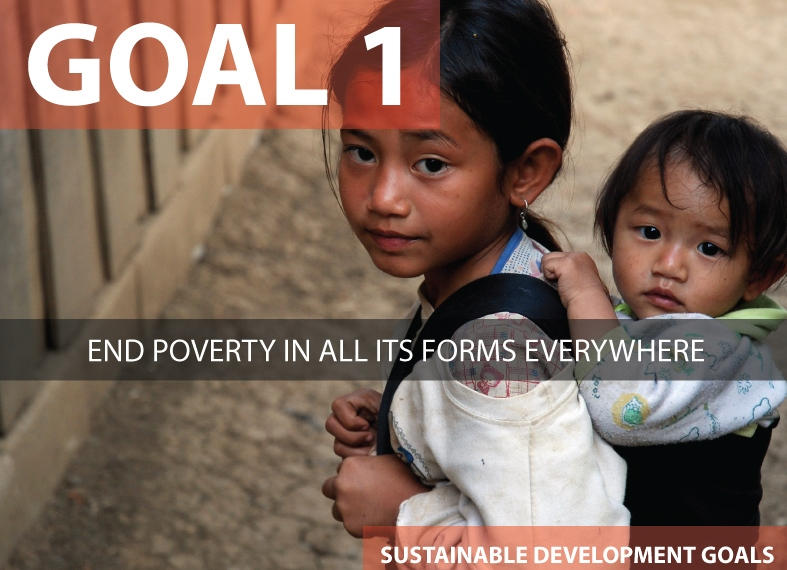 GOAL 1
END POVERTY IN ALL ITS FORMS EVERYWHERE
SUSTAINABLE DEVELOPMENT GOALS